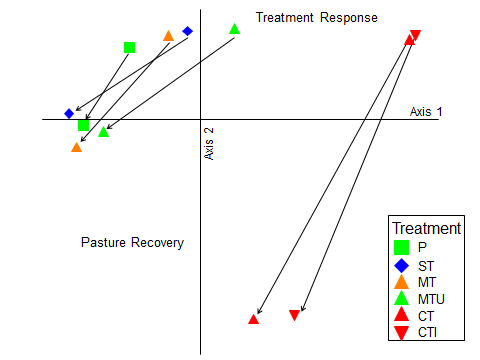 Treatment Response
Axis 1
Axis 2
Pasture Recovery
Treatment
P
ST
MT
MTU
CT
CTI